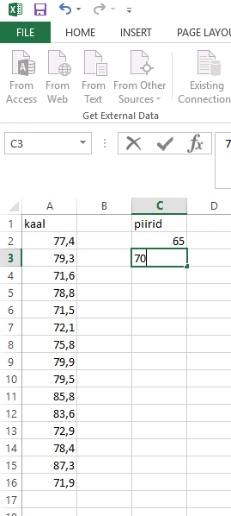 FILE HOME INSERT PAGE LAYOU
From From From From Other Existing
Access Web Text Sources Connection
Get External Data
C3 fx 7
A B C D
1 kaal piirid
2 77,4 65
3 79,3 70
4 71,6
5 78,8
6 71,5
7 72,1
8 75,8
9 79,9
10 79,5
11 85,8
12 83,6
13 72,9
14 78,4
15 87,3
16 71,9
17
18